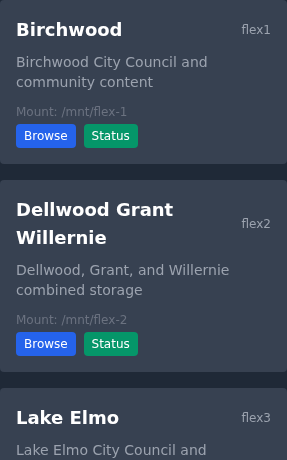 Birchwood flex1
Birchwood City Council and
community content
Mount: /mnt/flex-1
Browse Status
Dellwood Grant
Willernie flex2
Dellwood, Grant, and Willernie
combined storage
Mount: /mnt/flex-2
Browse Status
Lake Elmo flex3
Lake Elmo City Council and